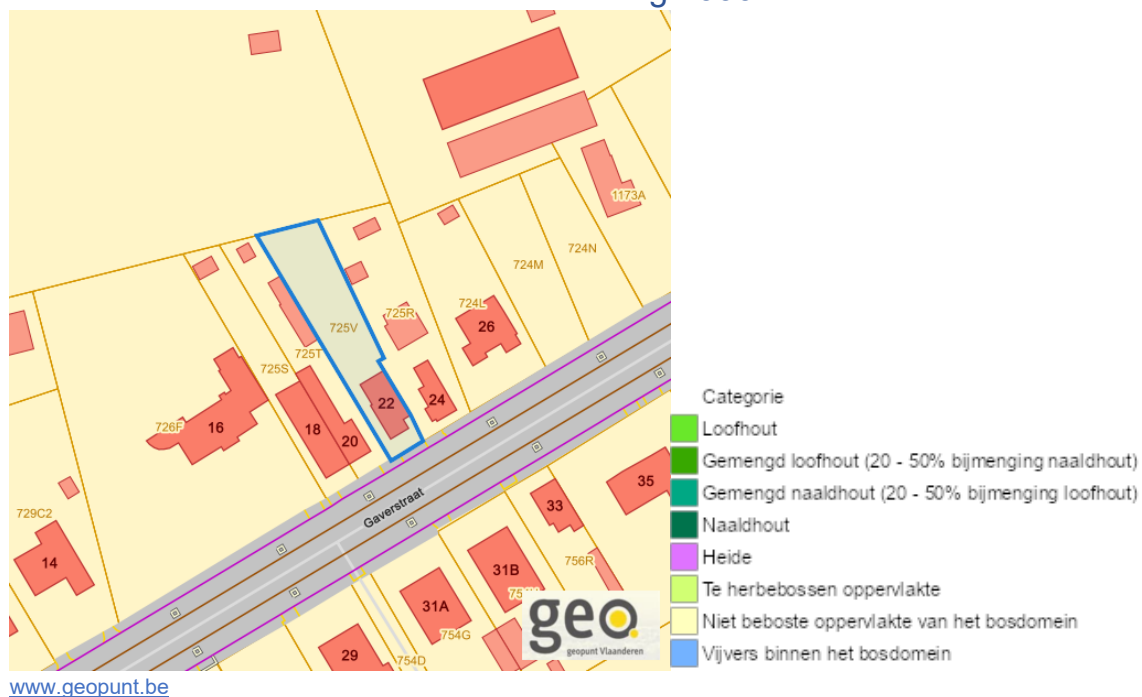 1173A
724N
724M
724L
26
725R
725V
725T
725S
22
24
726F
16
18
20
Gaverstraat
35
33
729C2
14
756R
31B
31A
754G
29
754D
geo
geopunt Vlaanderen
Categorie
Loofhout
Gemengd loofhout (20 - 50% bijmenging naaldhout)
Gemengd naaldhout (20 - 50% bijmenging loofhout)
Naaldhout
Heide
Te herbebossen oppervlakte
Niet beboste oppervlakte van het bosdomein
Vijvers binnen het bosdomein
www.geopunt.be